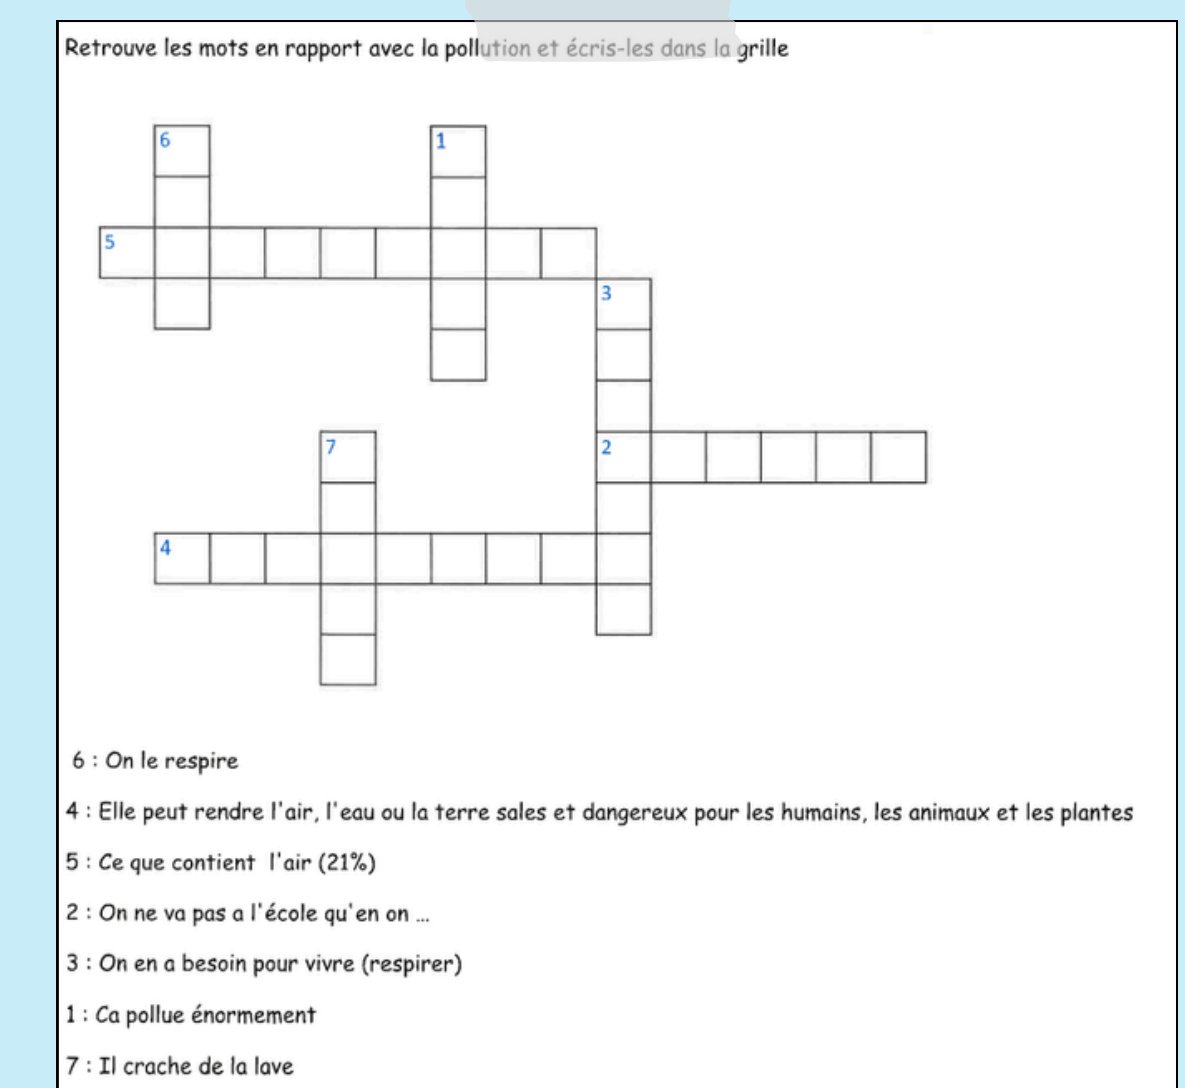 Retrouve les mots en rapport avec la pollution et écris-les dans la grille
6 1
5
3
7 2
4
6 : On le respire
4 : Elle peut rendre l'air, l'eau ou la terre sales et dangereux pour les humains, les animaux et les plantes
5 : Ce que contient l'air (21%)
2 : On ne va pas a l'école qu'en on ...
3 : On en a besoin pour vivre (respirer)
1 : Ca pollue énormement
7 : Il crache de la lave